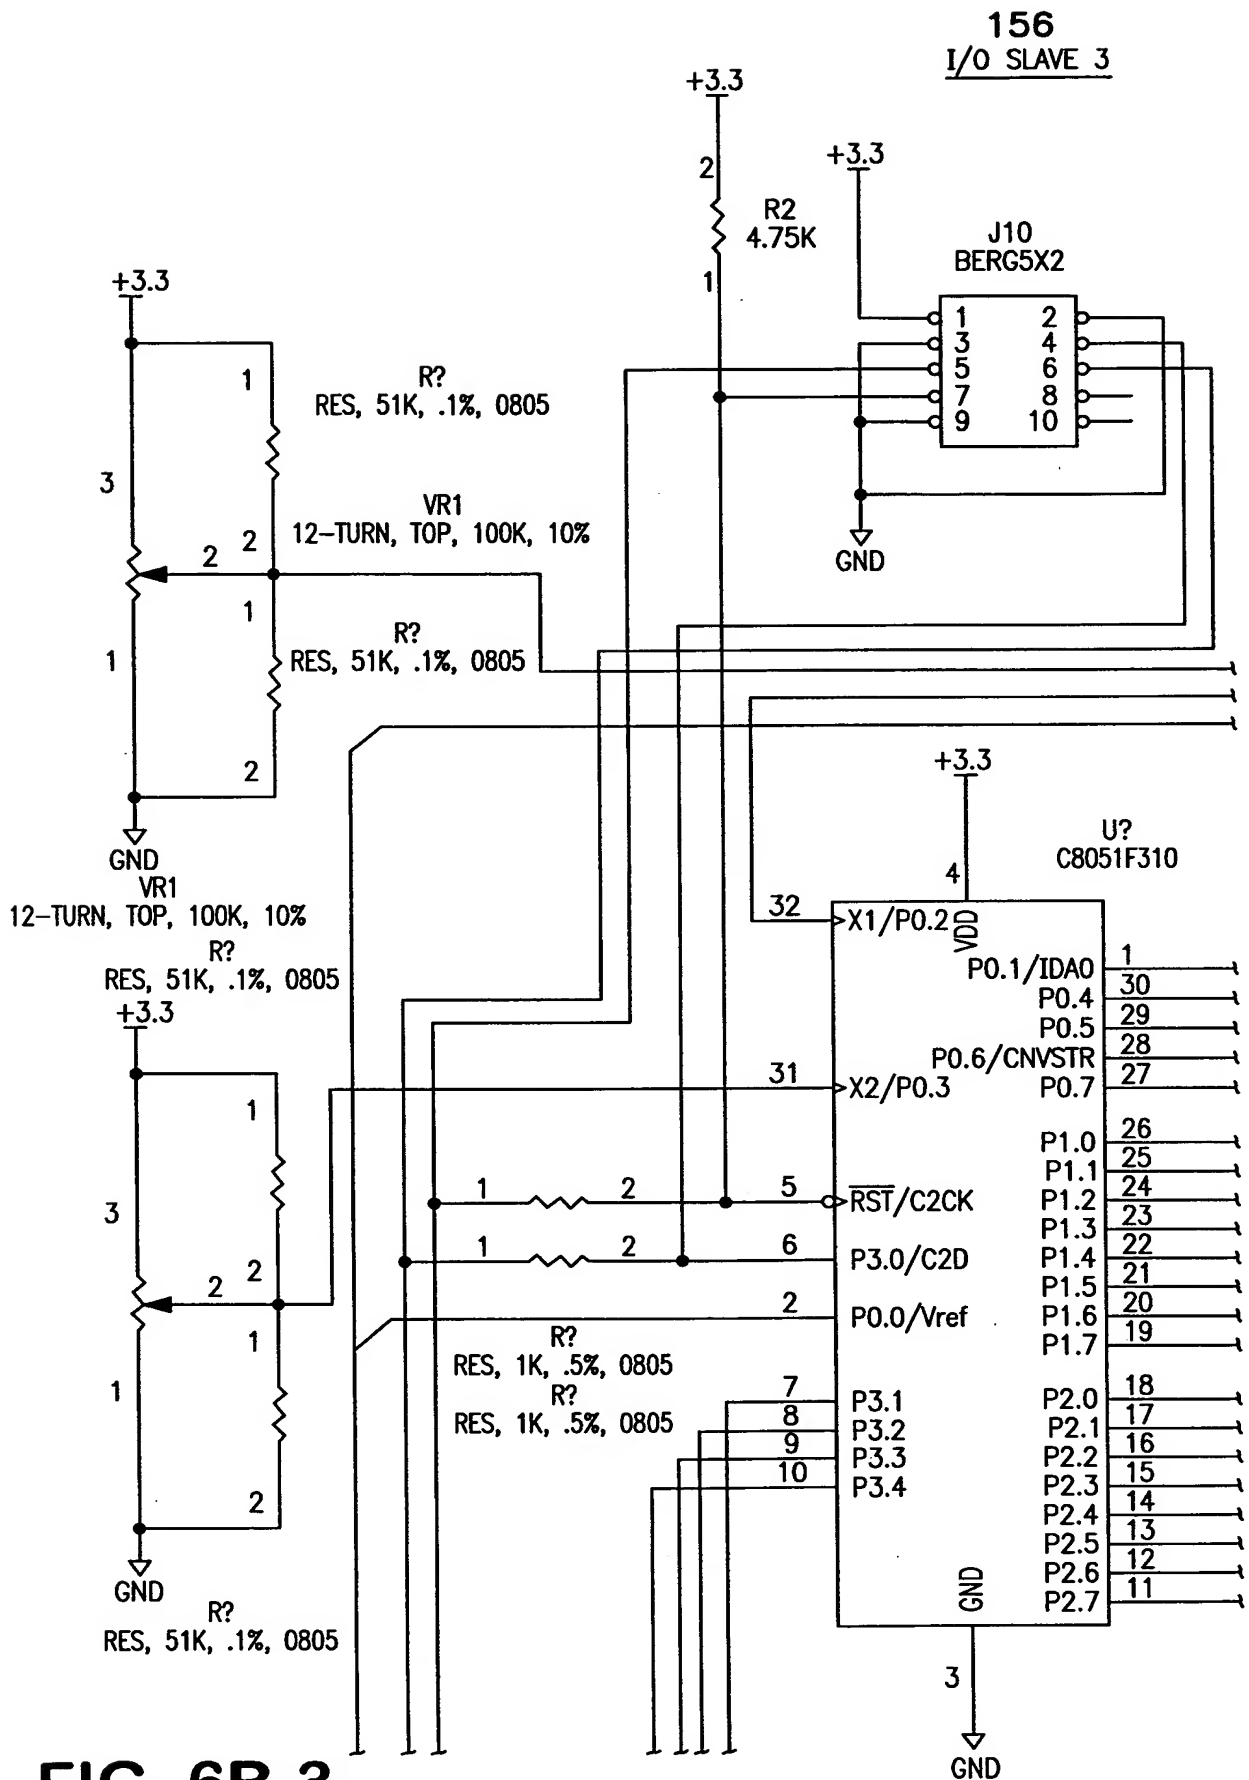 156
I/O SLAVE 3
+3.3
+3.3
2
R2
4.75K
1
J10
BERG5X2
1 2
3 4
5 6
7 8
9 10
GND
+3.3
1
R?
RES, 51K, .1%, 0805
3
VR1
12-TURN, TOP, 100K, 10%
2
2
1
R?
RES, 51K, .1%, 0805
1
2
GND
VR1
12-TURN, TOP, 100K, 10%
R?
RES, 51K, .1%, 0805
+3.3
1
3
2
2
1
1
2
GND
R?
RES, 51K, .1%, 0805
1 2
1 2
R?
RES, 1K, .5%, 0805
R?
RES, 1K, .5%, 0805
+3.3
U?
C8051F310
4
VDD
32 X1/P0.2
31 X2/P0.3
5 RST/C2CK
6 P3.0/C2D
2 P0.0/Vref
7 P3.1
8 P3.2
9 P3.3
10 P3.4
P0.1/IDA0 1
P0.4 30
P0.5 29
P0.6/CNVSTR 28
P0.7 27
P1.0 26
P1.1 25
P1.2 24
P1.3 23
P1.4 22
P1.5 21
P1.6 20
P1.7 19
P2.0 18
P2.1 17
P2.2 16
P2.3 15
P2.4 14
P2.5 13
P2.6 12
P2.7 11
GND
3
GND
FIG. 6B-3